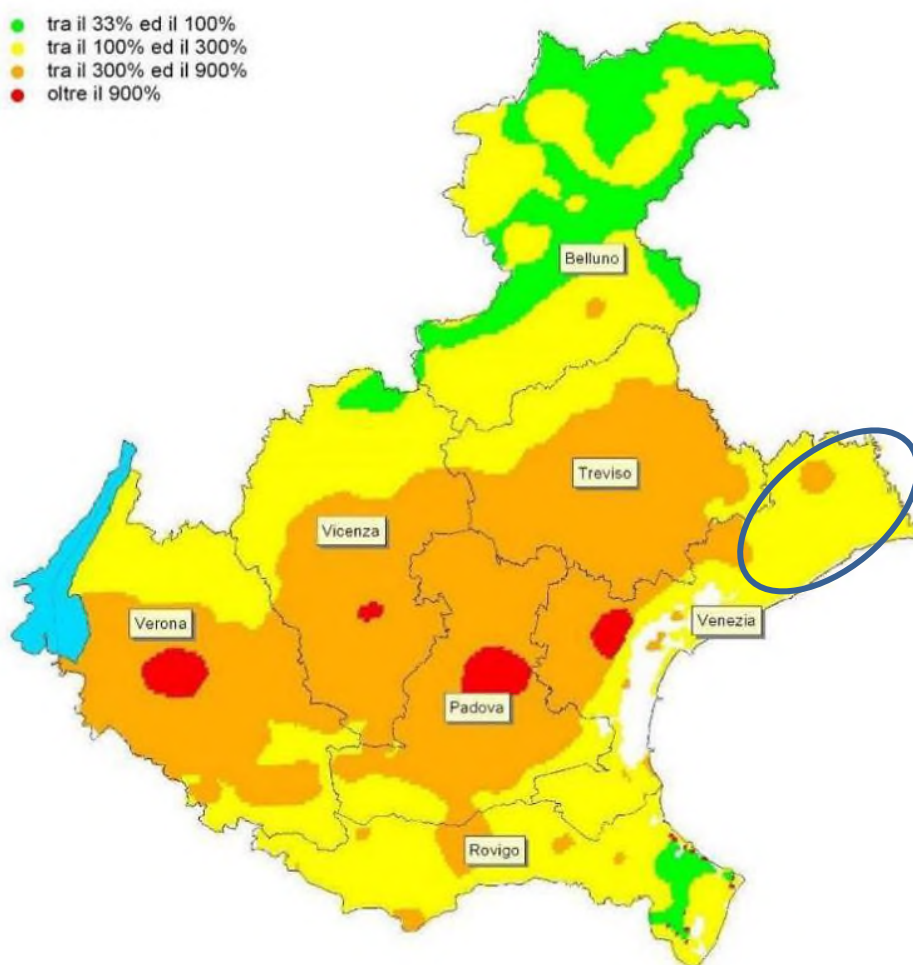 tra il 33% ed il 100%
tra il 100% ed il 300%
tra il 300% ed il 900%
oltre il 900%
Belluno
Treviso
Vicenza
Verona
Venezia
Padova
Rovigo